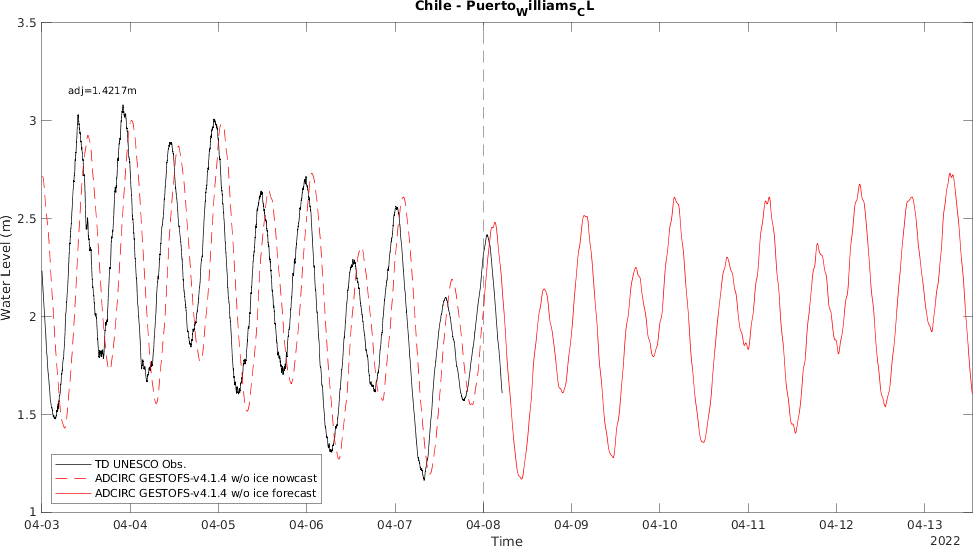 Chile - Puerto_Williams_CL
3.5
adj=1.4217m
3
2.5
Water Level (m)
2
1.5
TD UNESCO Obs.
ADCIRC GESTOFS-v4.1.4 w/o ice nowcast
ADCIRC GESTOFS-v4.1.4 w/o ice forecast
1
04-03 04-04 04-05 04-06 04-07 04-08 04-09 04-10 04-11 04-12 04-13
Time
2022